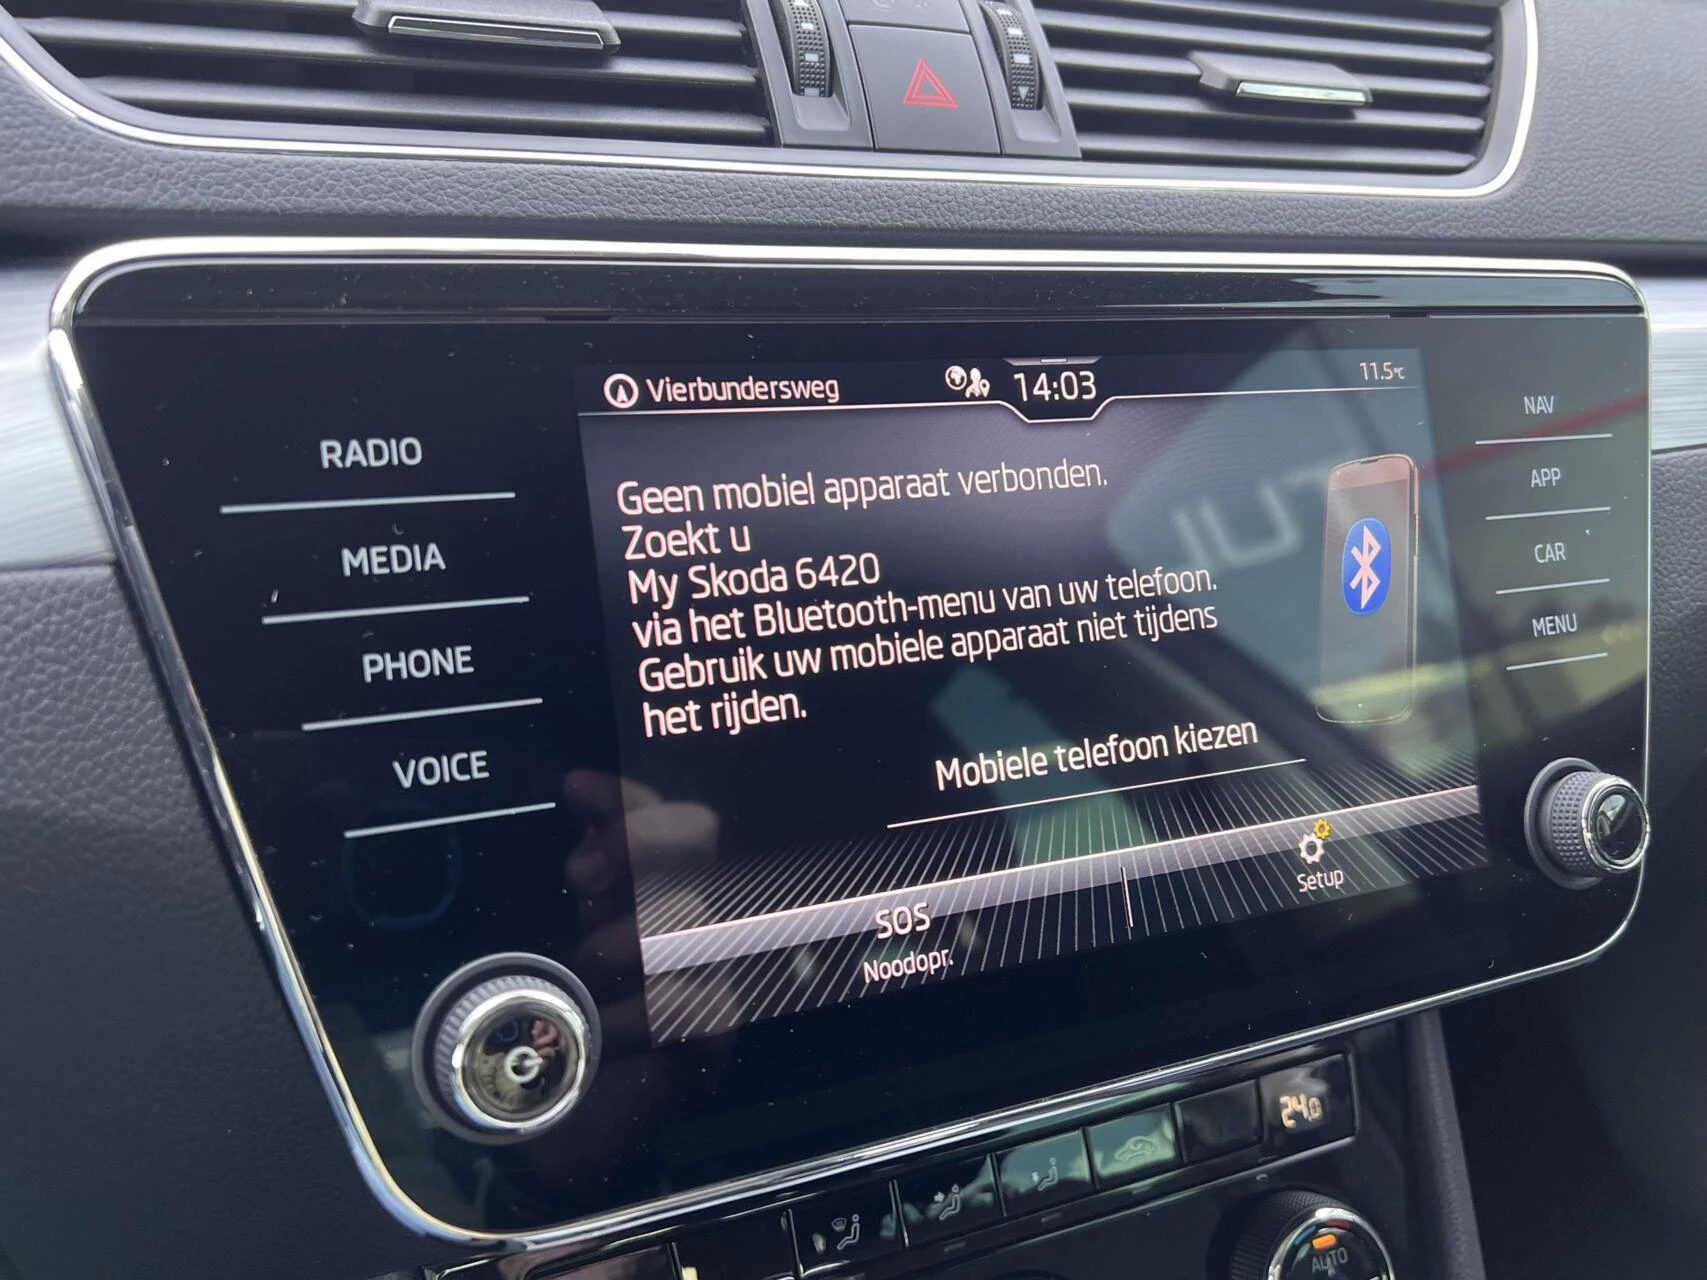 Vierbundersweg
14:03
11.5°C
RADIO
MEDIA
PHONE
VOICE
Geen mobiel apparaat verbonden.
Zoekt u
My Skoda 6420
via het Bluetooth-menu van uw telefoon.
Gebruik uw mobiele apparaat niet tijdens
het rijden.
Mobiele telefoon kiezen
SOS
Noodopr.
Setup
NAV
APP
CAR
MENU
24.0
AUTO